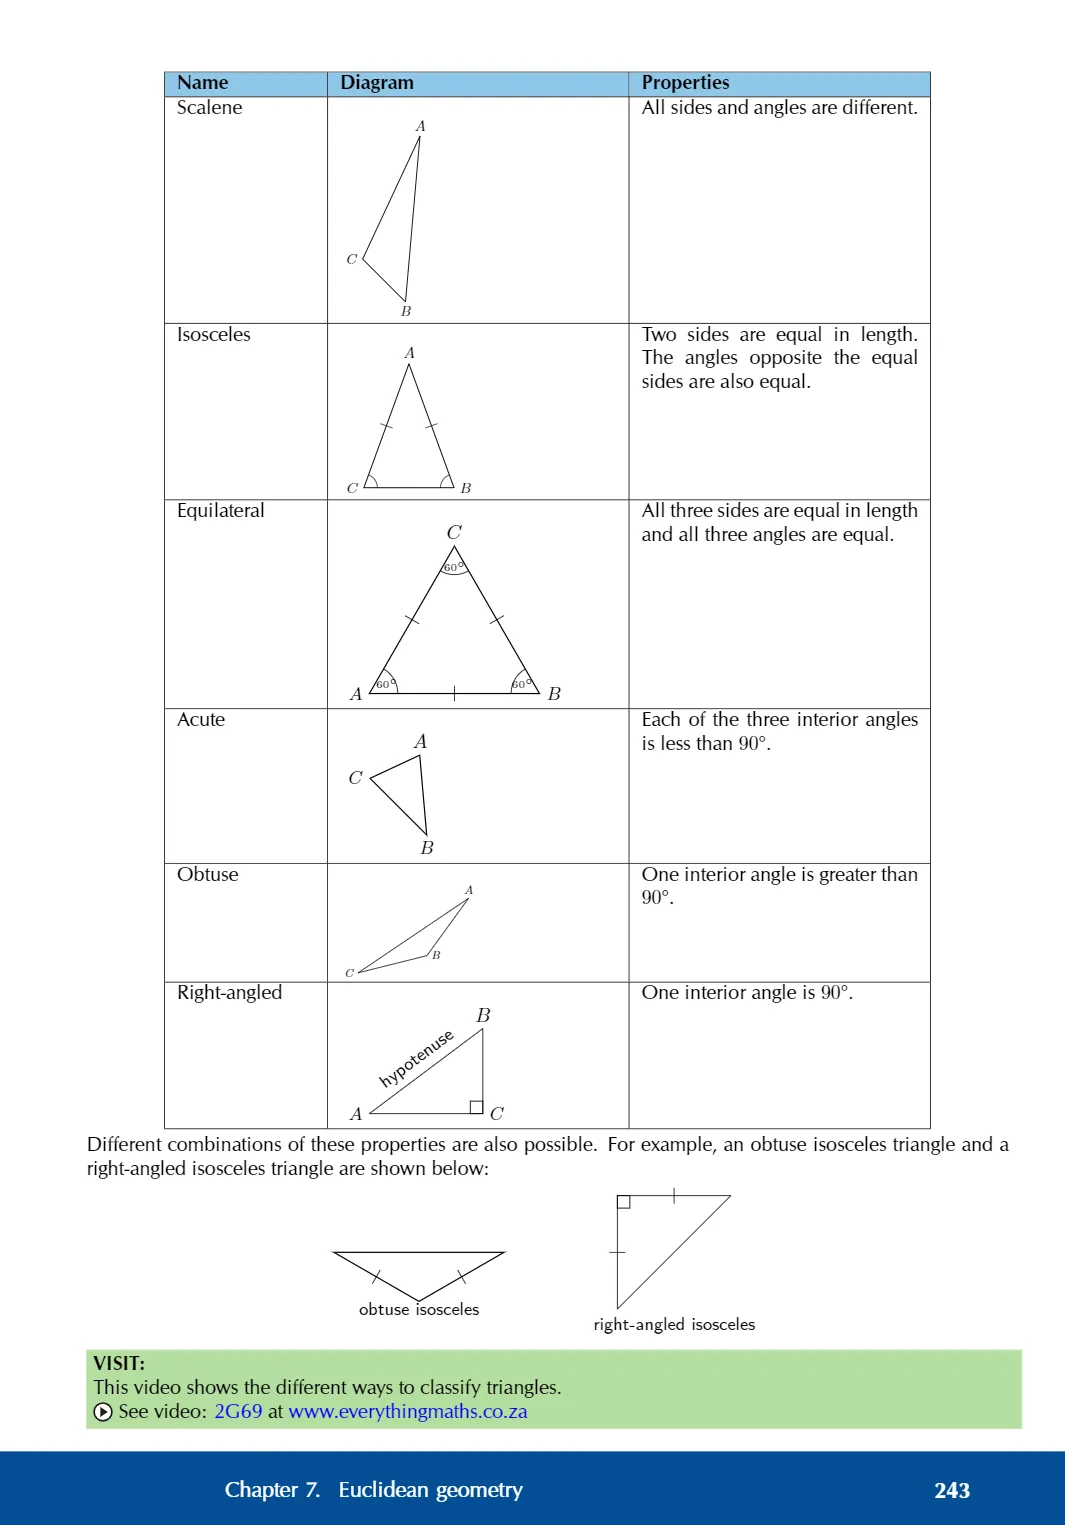 Name Diagram Properties
Scalene All sides and angles are different.
A
C
B
Isosceles Two sides are equal in length.
The angles opposite the equal
sides are also equal.
A
C B
Equilateral All three sides are equal in length
and all three angles are equal.
C
60°
60° 60°
A B
Acute Each of the three interior angles
is less than 90°.
A
C
B
Obtuse One interior angle is greater than
90°.
A
B
C
Right-angled One interior angle is 90°.
B
hypotenuse
A C
Different combinations of these properties are also possible. For example, an obtuse isosceles triangle and a
right-angled isosceles triangle are shown below:
obtuse isosceles
right-angled isosceles
VISIT:
This video shows the different ways to classify triangles.
See video: 2G69 at www.everythingmaths.co.za
Chapter 7. Euclidean geometry 243